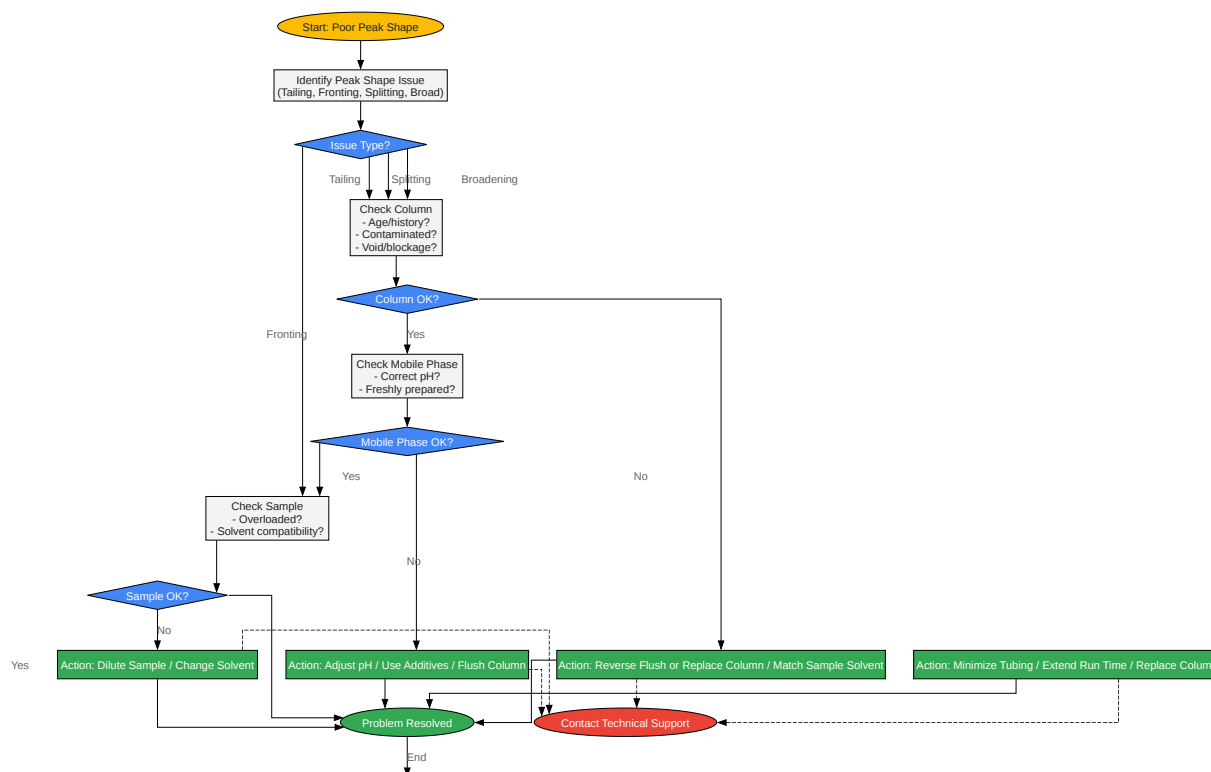 Start: Poor Peak Shape
Identify Peak Shape Issue
(Tailing, Fronting, Splitting, Broad)
Issue Type?
Tailing
Splitting
Broadening
Check Column
- Age/history?
- Contaminated?
- Void/blockage?
Column OK?
Fronting
Yes
Check Mobile Phase
- Correct pH?
- Freshly prepared?
Mobile Phase OK?
Yes
No
Check Sample
- Overloaded?
- Solvent compatibility?
No
Sample OK?
No
Yes
Action: Dilute Sample / Change Solvent
Action: Adjust pH / Use Additives / Flush Column
Action: Reverse Flush or Replace Column / Match Sample Solvent
Action: Minimize Tubing / Extend Run Time / Replace Colum
Problem Resolved
Contact Technical Support
End